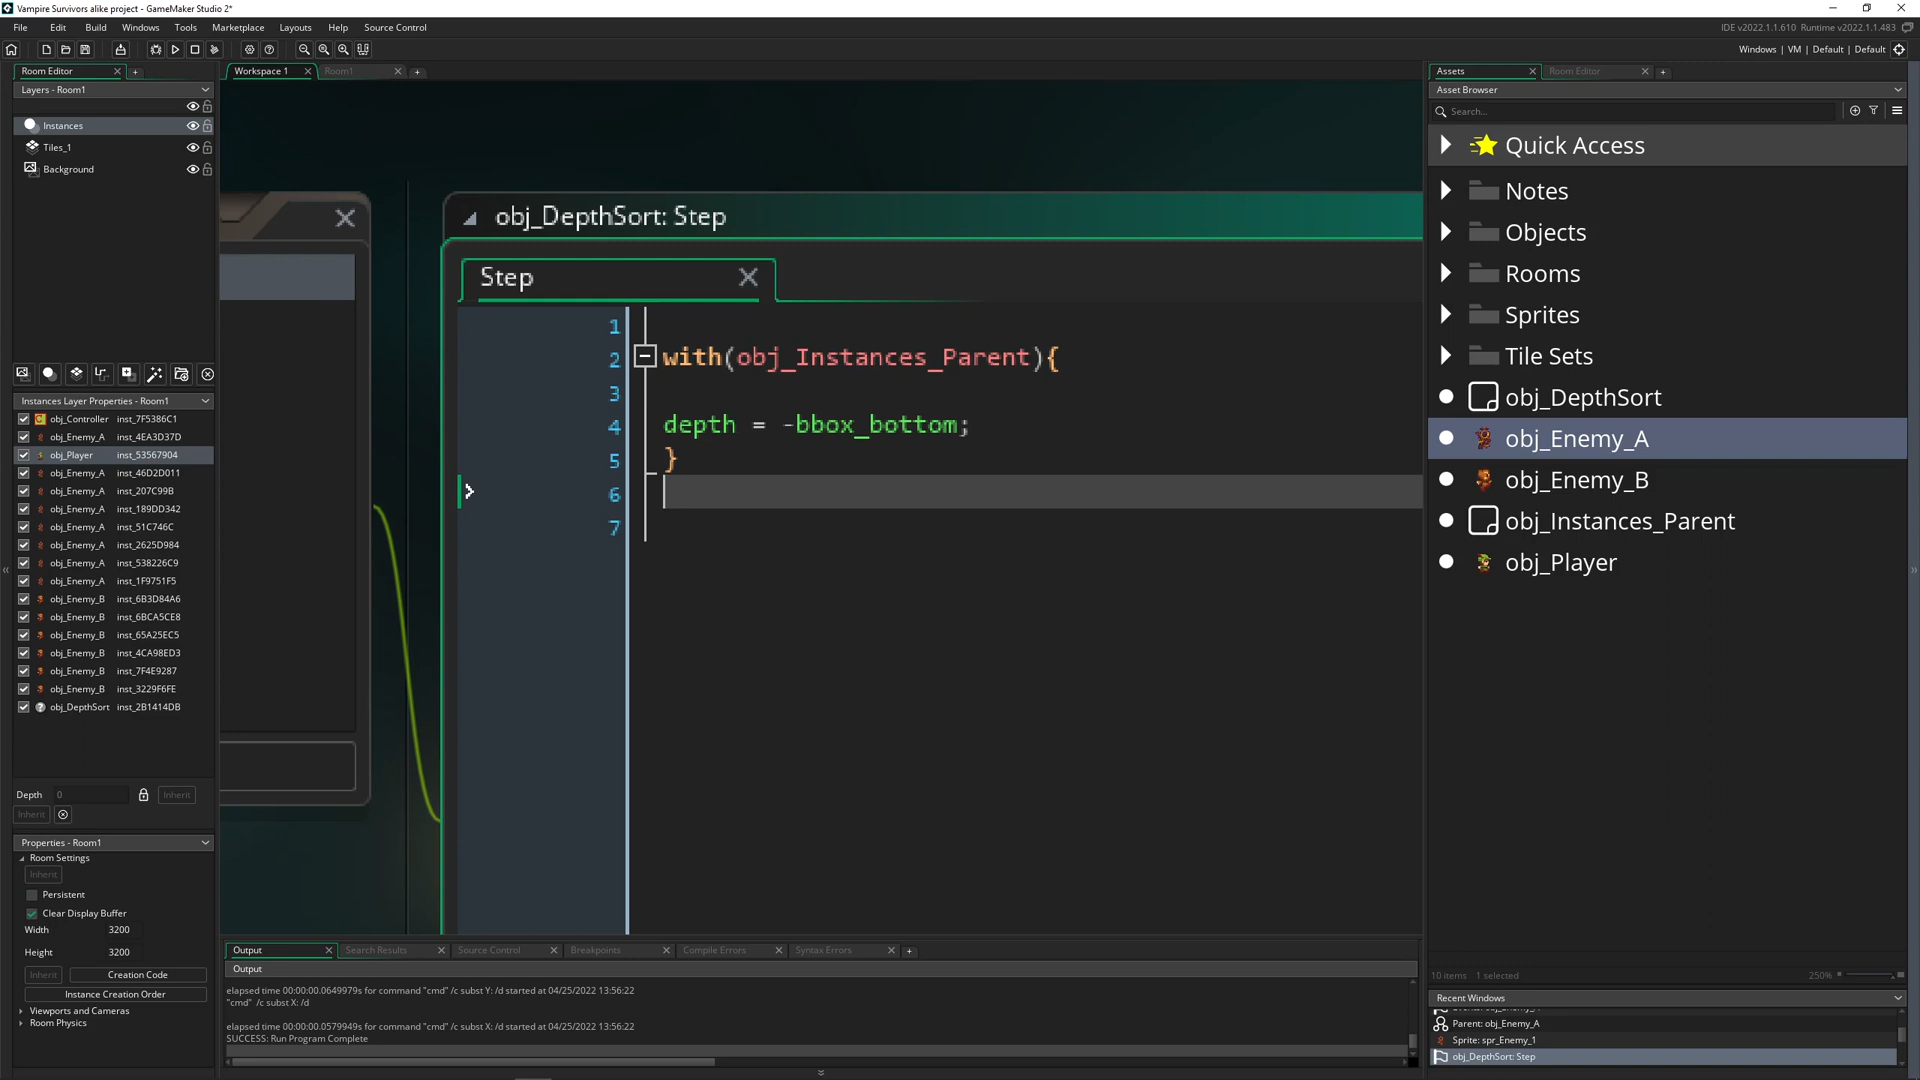 Vampire Survivors alike project - GameMaker Studio 2*
File Edit Build Windows Tools Marketplace Layouts Help Source Control
IDE v2022.1.1.610 Runtime v2022.1.1.483
Windows | VM | Default | Default
Room Editor
Workspace 1
Room1
Assets
Room Editor
Layers - Room1
Instances
Tiles_1
Background
Instances Layer Properties - Room1
obj_Controller inst_7F5386C1
obj_Enemy_A inst_4EA3D37D
obj_Player inst_53567904
obj_Enemy_A inst_46D2D011
obj_Enemy_A inst_207C99B
obj_Enemy_A inst_189DD342
obj_Enemy_A inst_51C746C
obj_Enemy_A inst_2625D984
obj_Enemy_A inst_538226C9
obj_Enemy_A inst_1F9751F5
obj_Enemy_B inst_6B3D84A6
obj_Enemy_B inst_6BCA5CE8
obj_Enemy_B inst_65A25EC5
obj_Enemy_B inst_4CA98ED3
obj_Enemy_B inst_7F4E9287
obj_Enemy_B inst_3229F6FE
obj_DepthSort inst_2B1414DB
Depth 0 Inherit
Inherit
Properties - Room1
Room Settings
Inherit
Persistent
Clear Display Buffer
Width 3200
Height 3200
Inherit Creation Code
Instance Creation Order
Viewports and Cameras
Room Physics
obj_DepthSort: Step
Step
1
2 with(obj_Instances_Parent){
3
4 depth = -bbox_bottom;
5 }
6
7
Output Search Results Source Control Breakpoints Compile Errors Syntax Errors
Output
elapsed time 00:00:00.0649979s for command "cmd" /c subst Y: /d started at 04/25/2022 13:56:22
"cmd" /c subst X: /d
elapsed time 00:00:00.0579949s for command "cmd" /c subst X: /d started at 04/25/2022 13:56:22
SUCCESS: Run Program Complete
Asset Browser
Search...
Quick Access
Notes
Objects
Rooms
Sprites
Tile Sets
obj_DepthSort
obj_Enemy_A
obj_Enemy_B
obj_Instances_Parent
obj_Player
10 items 1 selected 250%
Recent Windows
Parent: obj_Enemy_A
Sprite: spr_Enemy_1
obj_DepthSort: Step